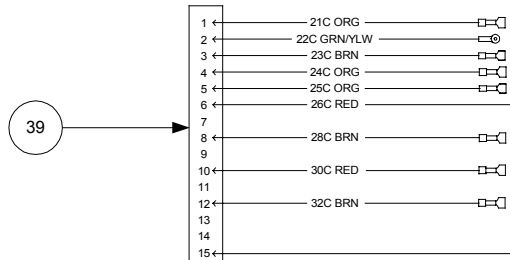 1 21C ORG
2 22C GRN/YLW
3 23C BRN
4 24C ORG
5 25C ORG
6 26C RED
7
39
8 28C BRN
9
10 30C RED
11
12 32C BRN
13
14
15